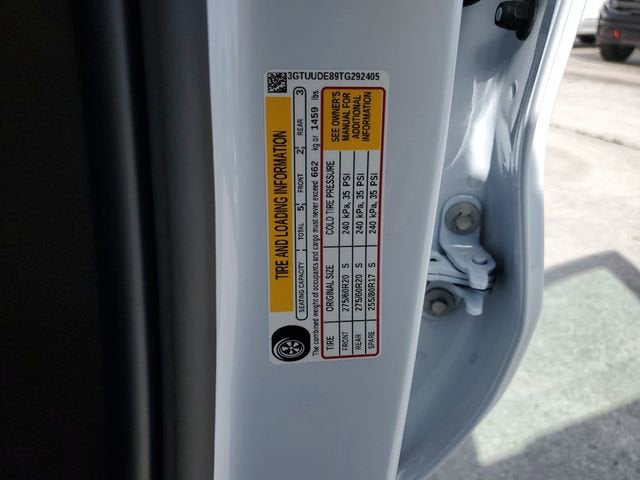 3GTUUDE89TG292405
TIRE AND LOADING INFORMATION
SEATING CAPACITY TOTAL 5 FRONT 2 REAR 3
The combined weight of occupants and cargo must never exceed 662 kg or 1459 lbs.
TIRE ORIGINAL SIZE COLD TIRE PRESSURE
FRONT 275/60R20 S 240 kPa, 35 PSI
REAR 275/60R20 S 240 kPa, 35 PSI
SPARE 255/80R17 S 240 kPa, 35 PSI
SEE OWNER'S
MANUAL FOR
ADDITIONAL
INFORMATION